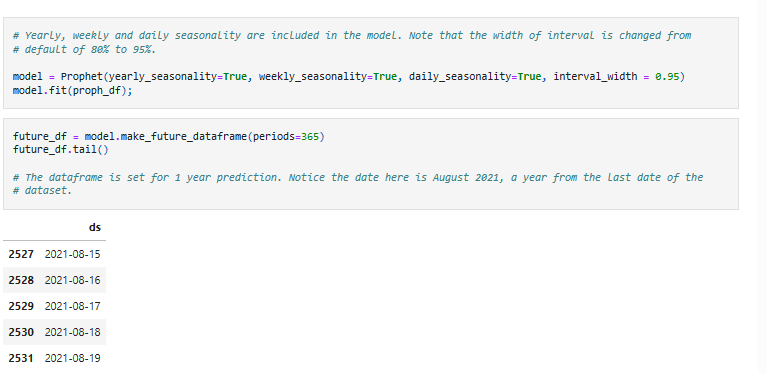 # Yearly, weekly and daily seasonality are included in the model. Note that the width of interval is changed from
# default of 80% to 95%.
model = Prophet(yearly_seasonality=True, weekly_seasonality=True, daily_seasonality=True, interval_width = 0.95)
model.fit(proph_df);
future_df = model.make_future_dataframe(periods=365)
future_df.tail()
# The dataframe is set for 1 year prediction. Notice the date here is August 2021, a year from the last date of the
# dataset.
ds
2527 2021-08-15
2528 2021-08-16
2529 2021-08-17
2530 2021-08-18
2531 2021-08-19